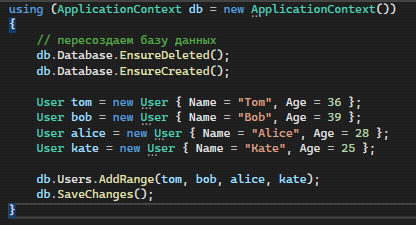 using (ApplicationContext db = new ApplicationContext())
{
// пересоздаем базу данных
db.Database.EnsureDeleted();
db.Database.EnsureCreated();
User tom = new User { Name = "Tom", Age = 36 };
User bob = new User { Name = "Bob", Age = 39 };
User alice = new User { Name = "Alice", Age = 28 };
User kate = new User { Name = "Kate", Age = 25 };
db.Users.AddRange(tom, bob, alice, kate);
db.SaveChanges();
}